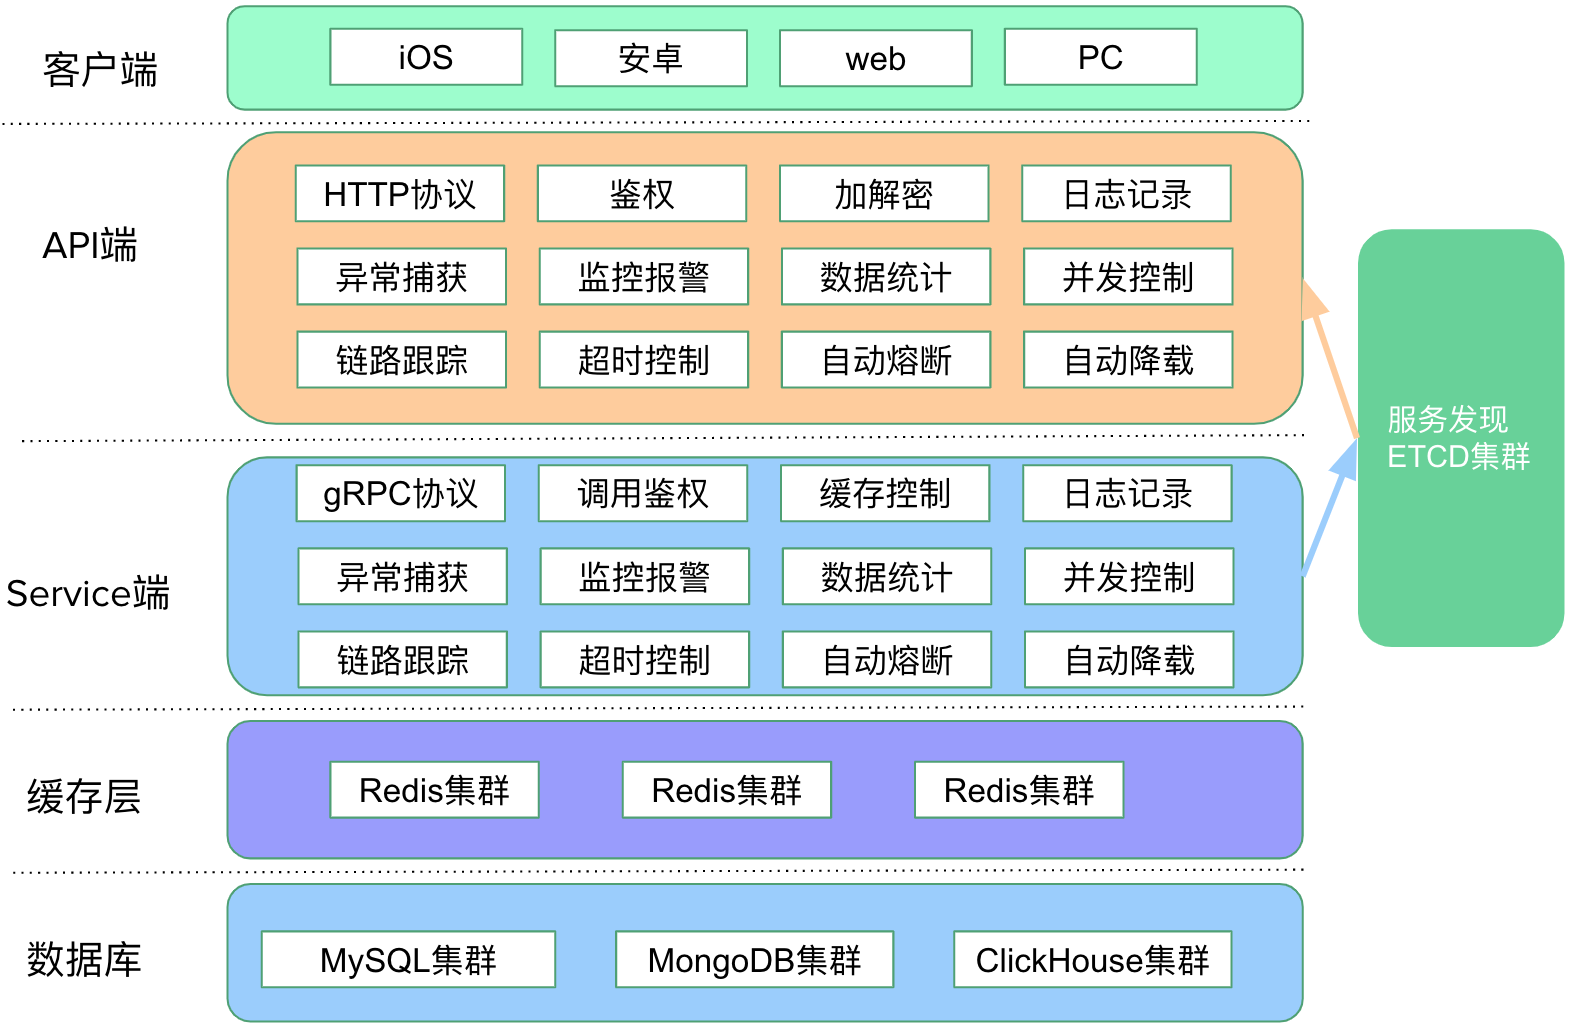 客户端
iOS
安卓
web
PC
API端
HTTP协议
鉴权
加解密
日志记录
异常捕获
监控报警
数据统计
并发控制
链路跟踪
超时控制
自动熔断
自动降载
服务发现
ETCD集群
Service端
gRPC协议
调用鉴权
缓存控制
日志记录
异常捕获
监控报警
数据统计
并发控制
链路跟踪
超时控制
自动熔断
自动降载
缓存层
Redis集群
Redis集群
Redis集群
数据库
MySQL集群
MongoDB集群
ClickHouse集群